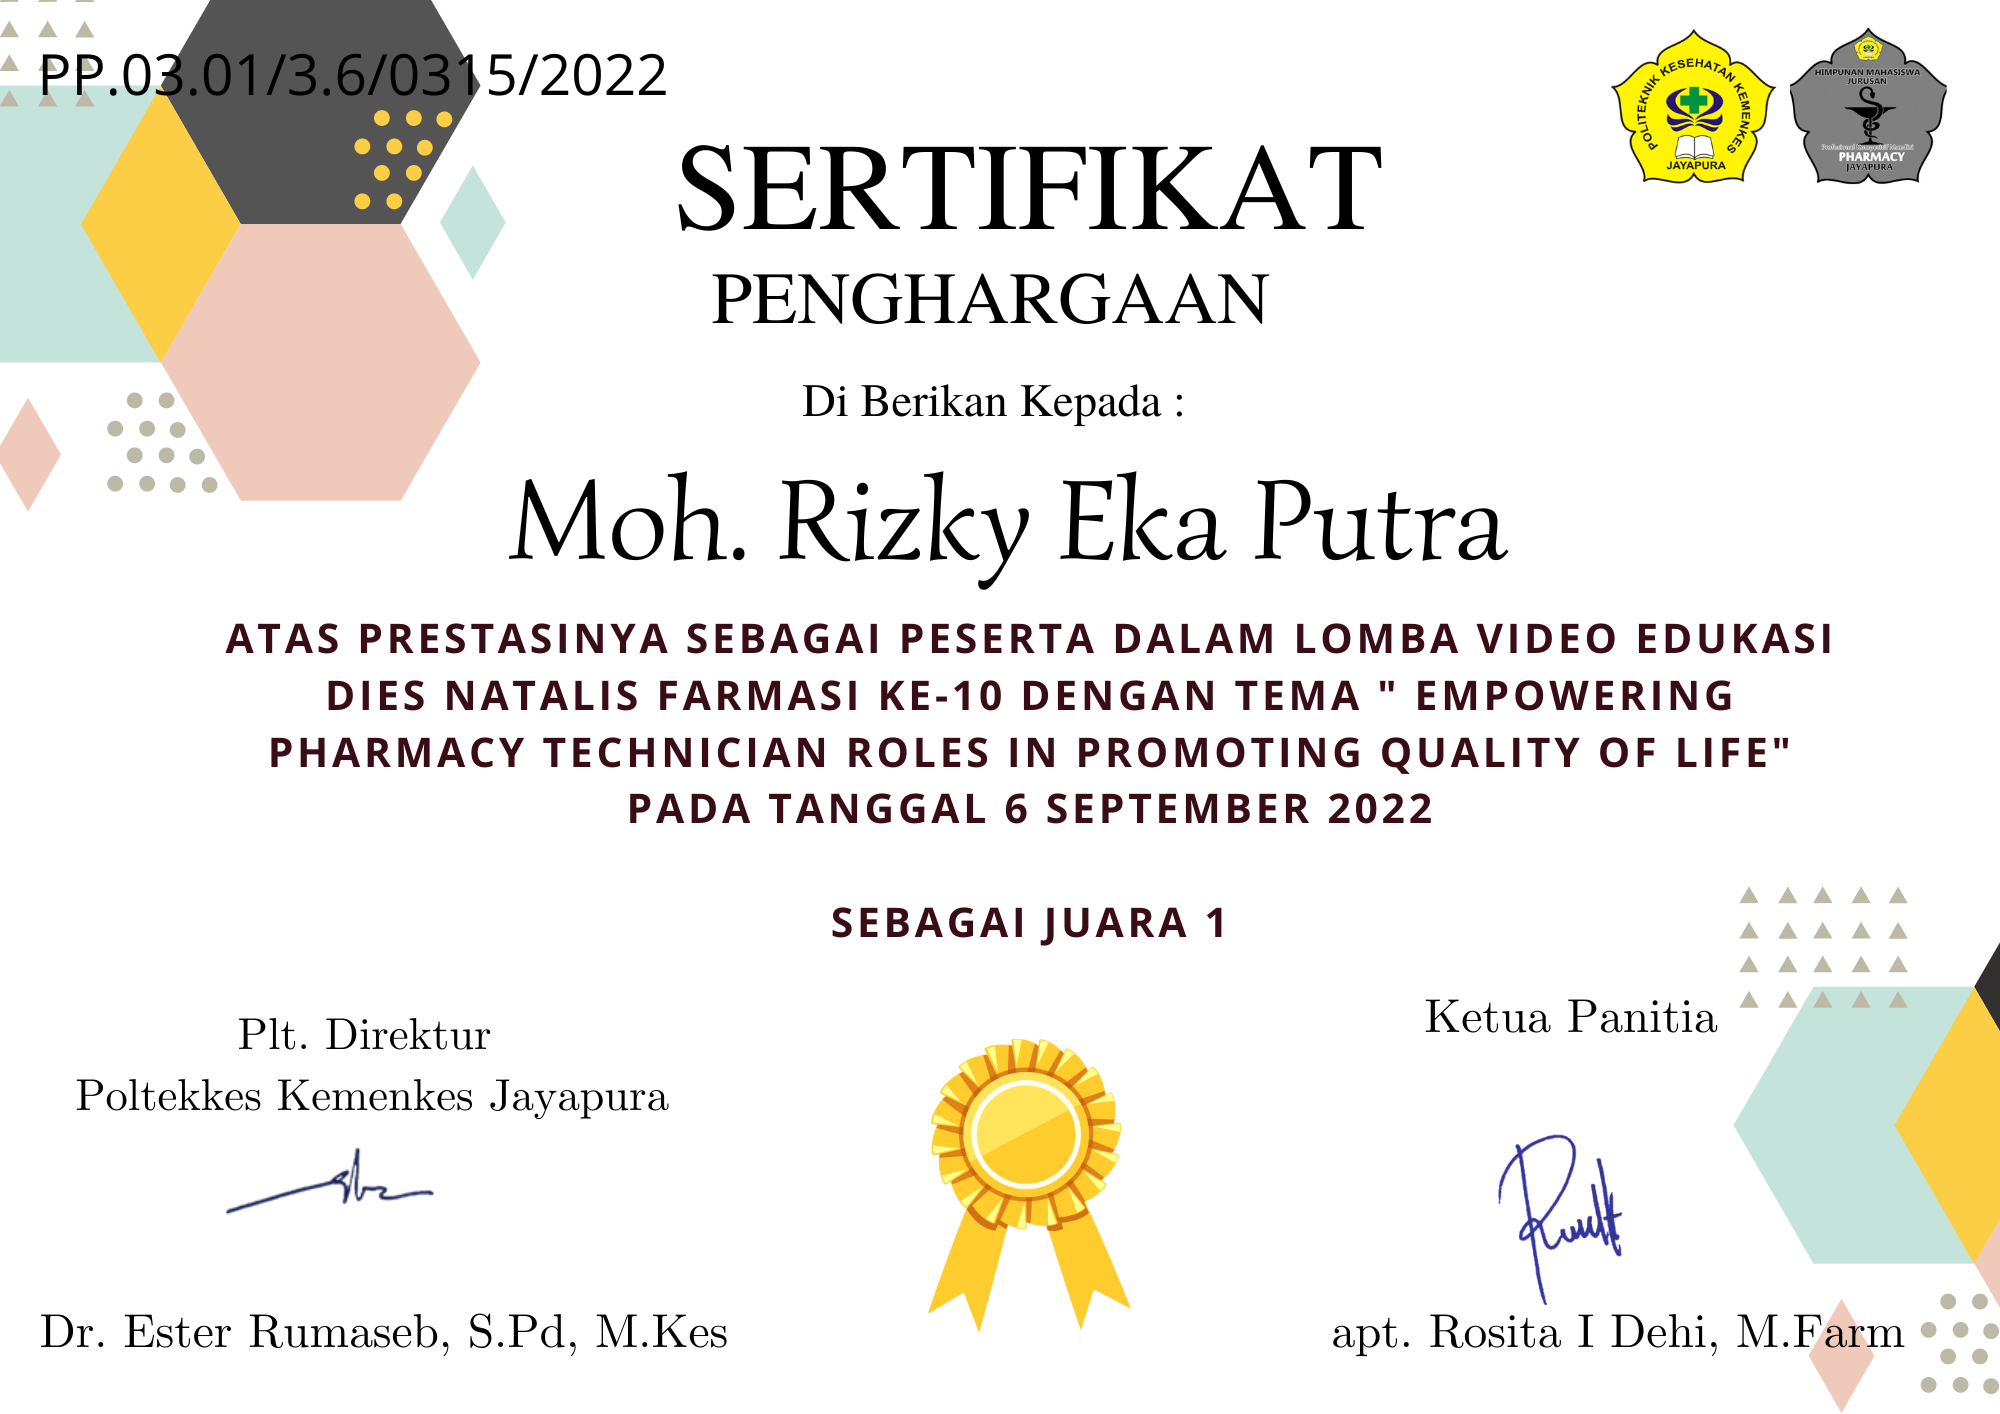 PP.03.01/3.6/0315/2022
POLITEKNIK KESEHATAN KEMENKES
JAYAPURA
HIMPUNAN MAHASISWA
JURUSAN
Profesional Kompetitif Mandiri
PHARMACY
JAYAPURA
SERTIFIKAT
PENGHARGAAN
Di Berikan Kepada :
Moh. Rizky Eka Putra
ATAS PRESTASINYA SEBAGAI PESERTA DALAM LOMBA VIDEO EDUKASI
DIES NATALIS FARMASI KE-10 DENGAN TEMA " EMPOWERING
PHARMACY TECHNICIAN ROLES IN PROMOTING QUALITY OF LIFE"
PADA TANGGAL 6 SEPTEMBER 2022
SEBAGAI JUARA 1
Plt. Direktur
Poltekkes Kemenkes Jayapura
Dr. Ester Rumaseb, S.Pd, M.Kes
Ketua Panitia
apt. Rosita I Dehi, M.Farm